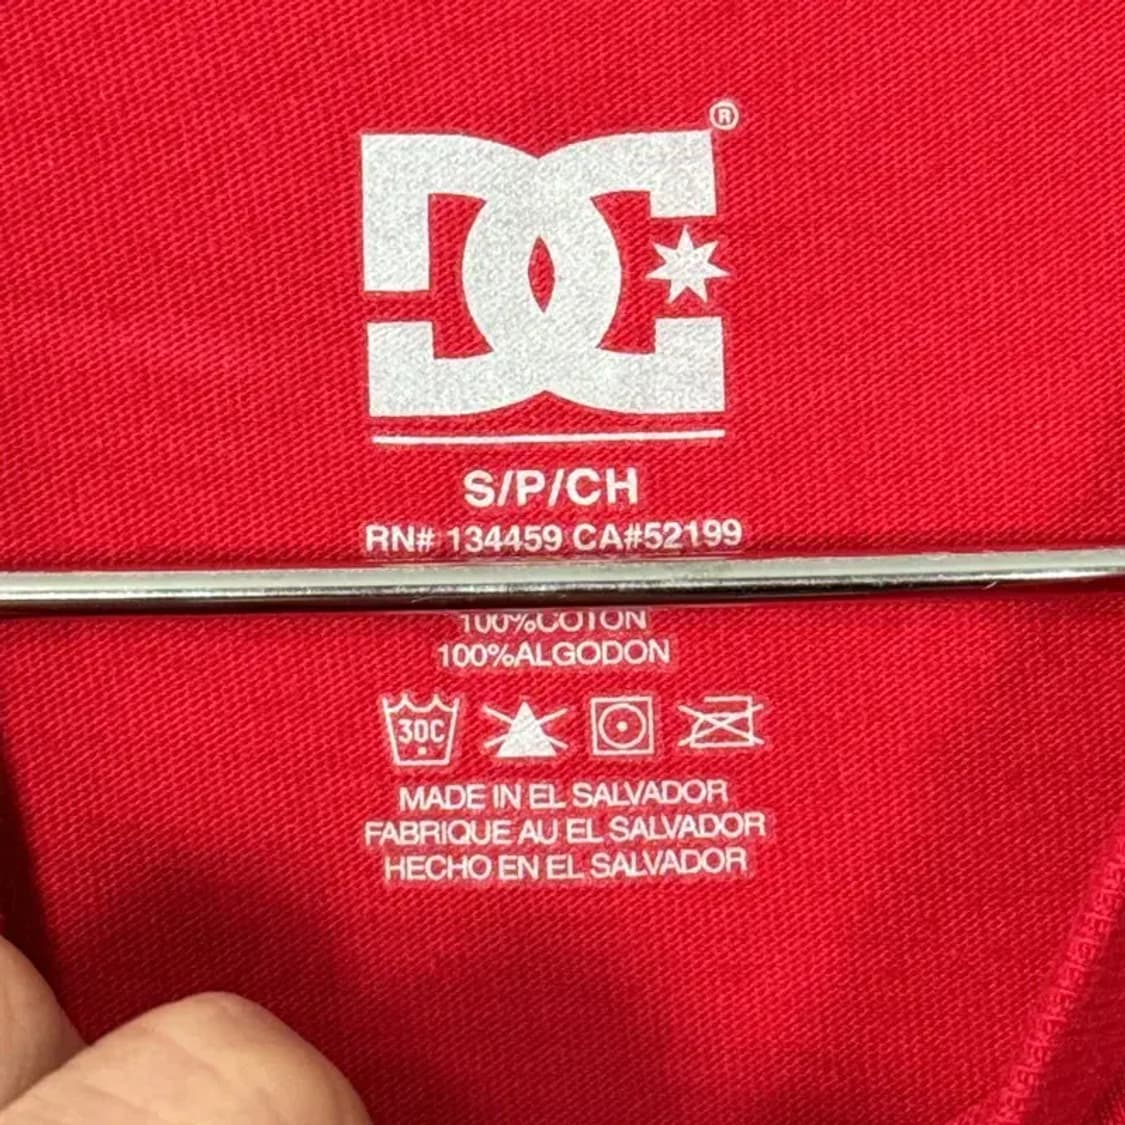 DC®
S/P/CH
RN# 134459 CA#52199
100%COTON
100%ALGODON
30C
MADE IN EL SALVADOR
FABRIQUE AU EL SALVADOR
HECHO EN EL SALVADOR